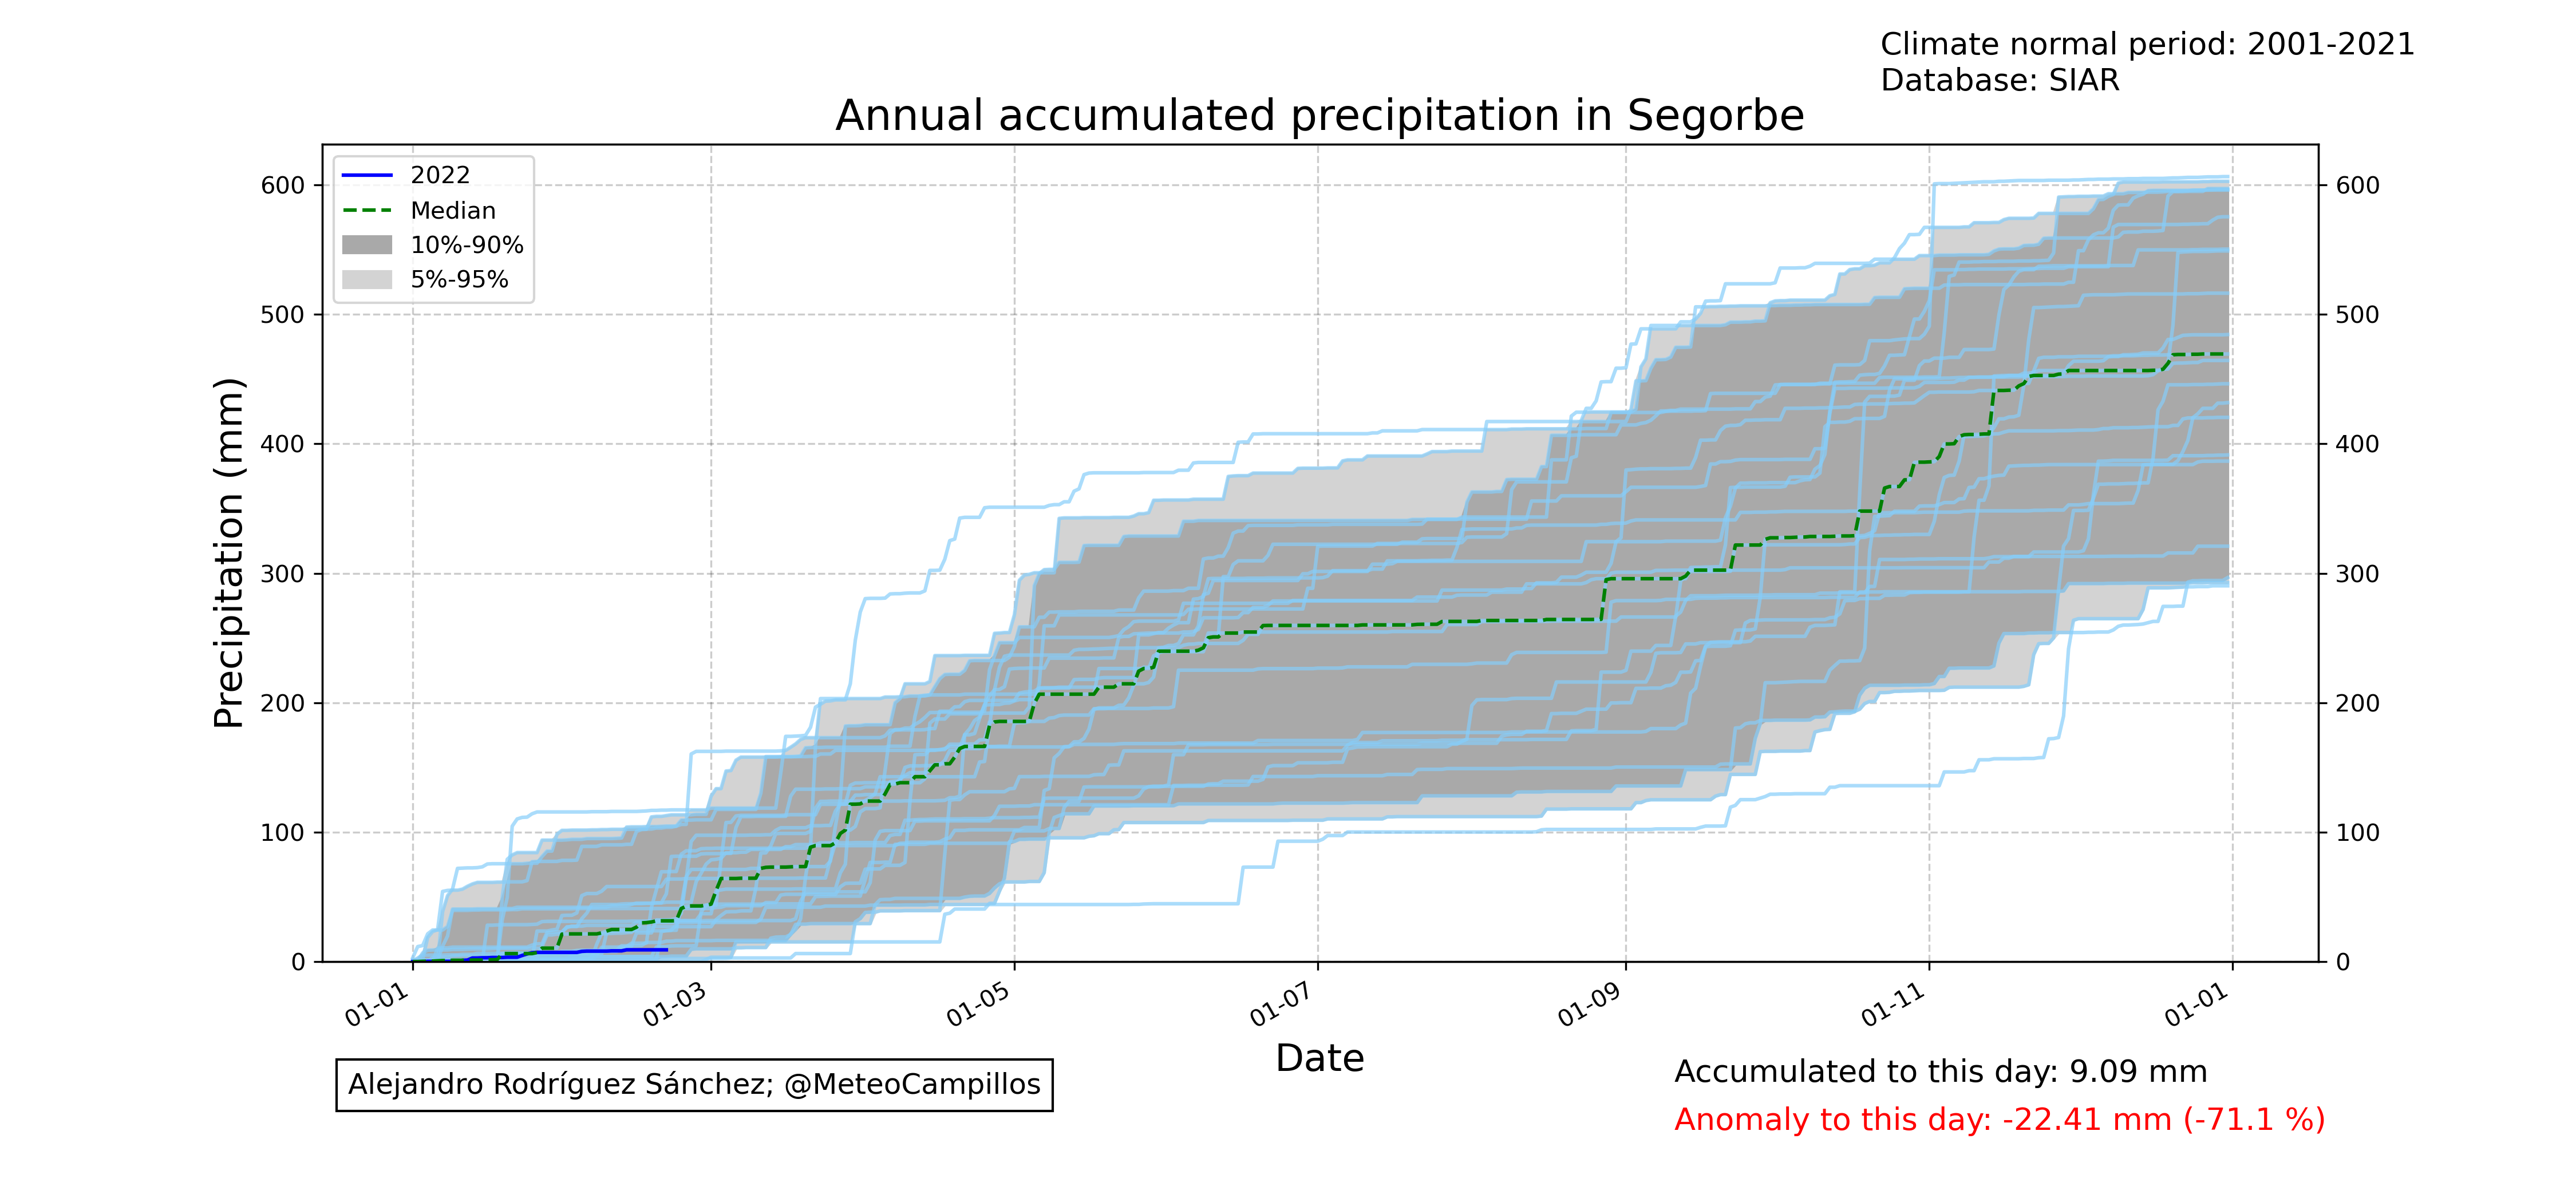 Climate normal period: 2001-2021
Database: SIAR
Annual accumulated precipitation in Segorbe
2022
Median
10%-90%
5%-95%
Precipitation (mm)
600
500
400
300
200
100
0
600
500
400
300
200
100
0
01-01
01-03
01-05
01-07
01-09
01-11
01-01
Date
Alejandro Rodríguez Sánchez; @MeteoCampillos
Accumulated to this day: 9.09 mm
Anomaly to this day: -22.41 mm (-71.1 %)